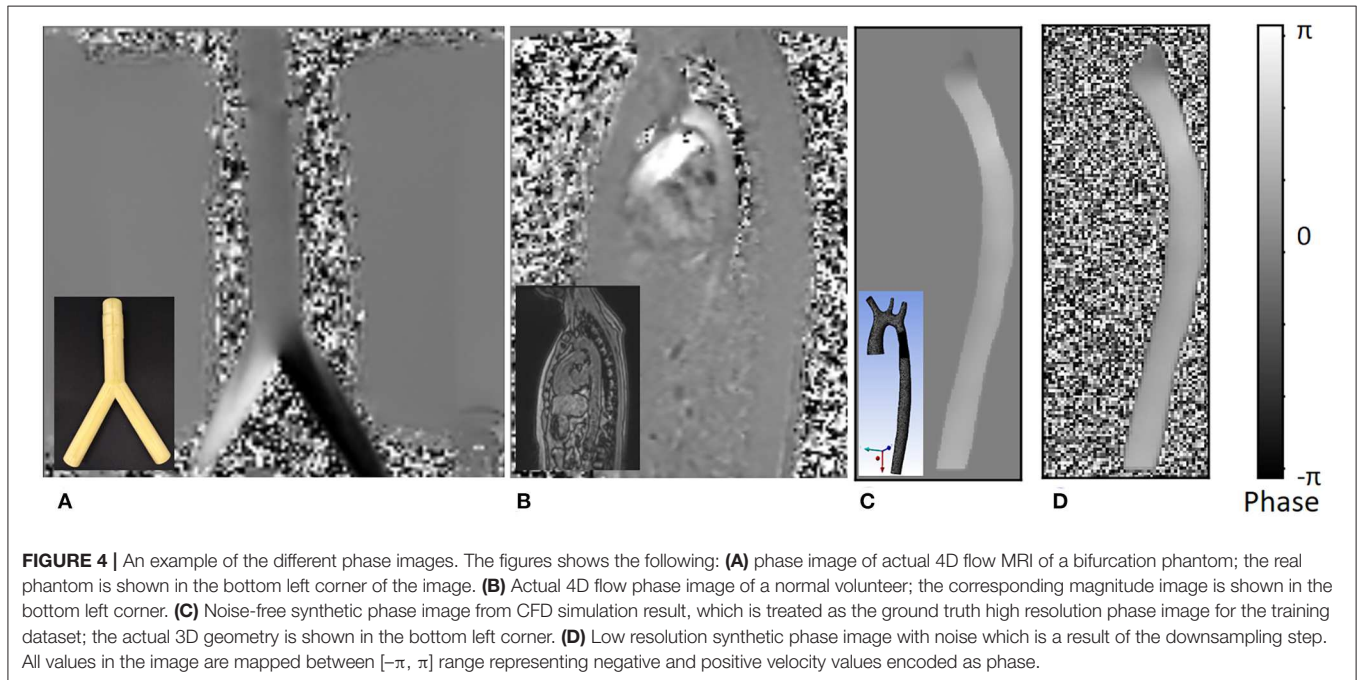 π
0
-π
Phase
A
B
C
D
FIGURE 4 | An example of the different phase images. The figures shows the following: (A) phase image of actual 4D flow MRI of a bifurcation phantom; the real
phantom is shown in the bottom left corner of the image. (B) Actual 4D flow phase image of a normal volunteer; the corresponding magnitude image is shown in the
bottom left corner. (C) Noise-free synthetic phase image from CFD simulation result, which is treated as the ground truth high resolution phase image for the training
dataset; the actual 3D geometry is shown in the bottom left corner. (D) Low resolution synthetic phase image with noise which is a result of the downsampling step.
All values in the image are mapped between [−π, π] range representing negative and positive velocity values encoded as phase.